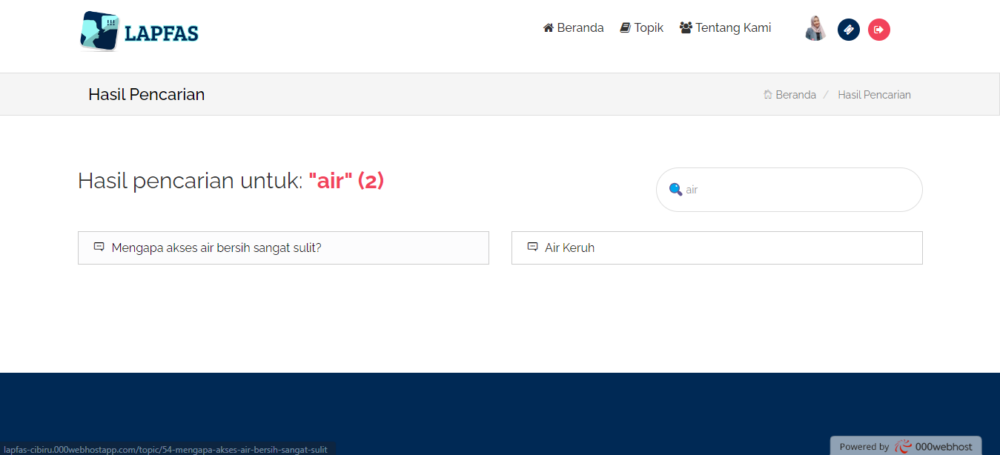 !!!
LAPFAS
Beranda Topik Tentang Kami
Hasil Pencarian
Beranda / Hasil Pencarian
Hasil pencarian untuk: "air" (2)
air
Mengapa akses air bersih sangat sulit?
Air Keruh
lapfas-cibiru.000webhostapp.com/topic/54-mengapa-akses-air-bersih-sangat-sulit
Powered by 000webhost